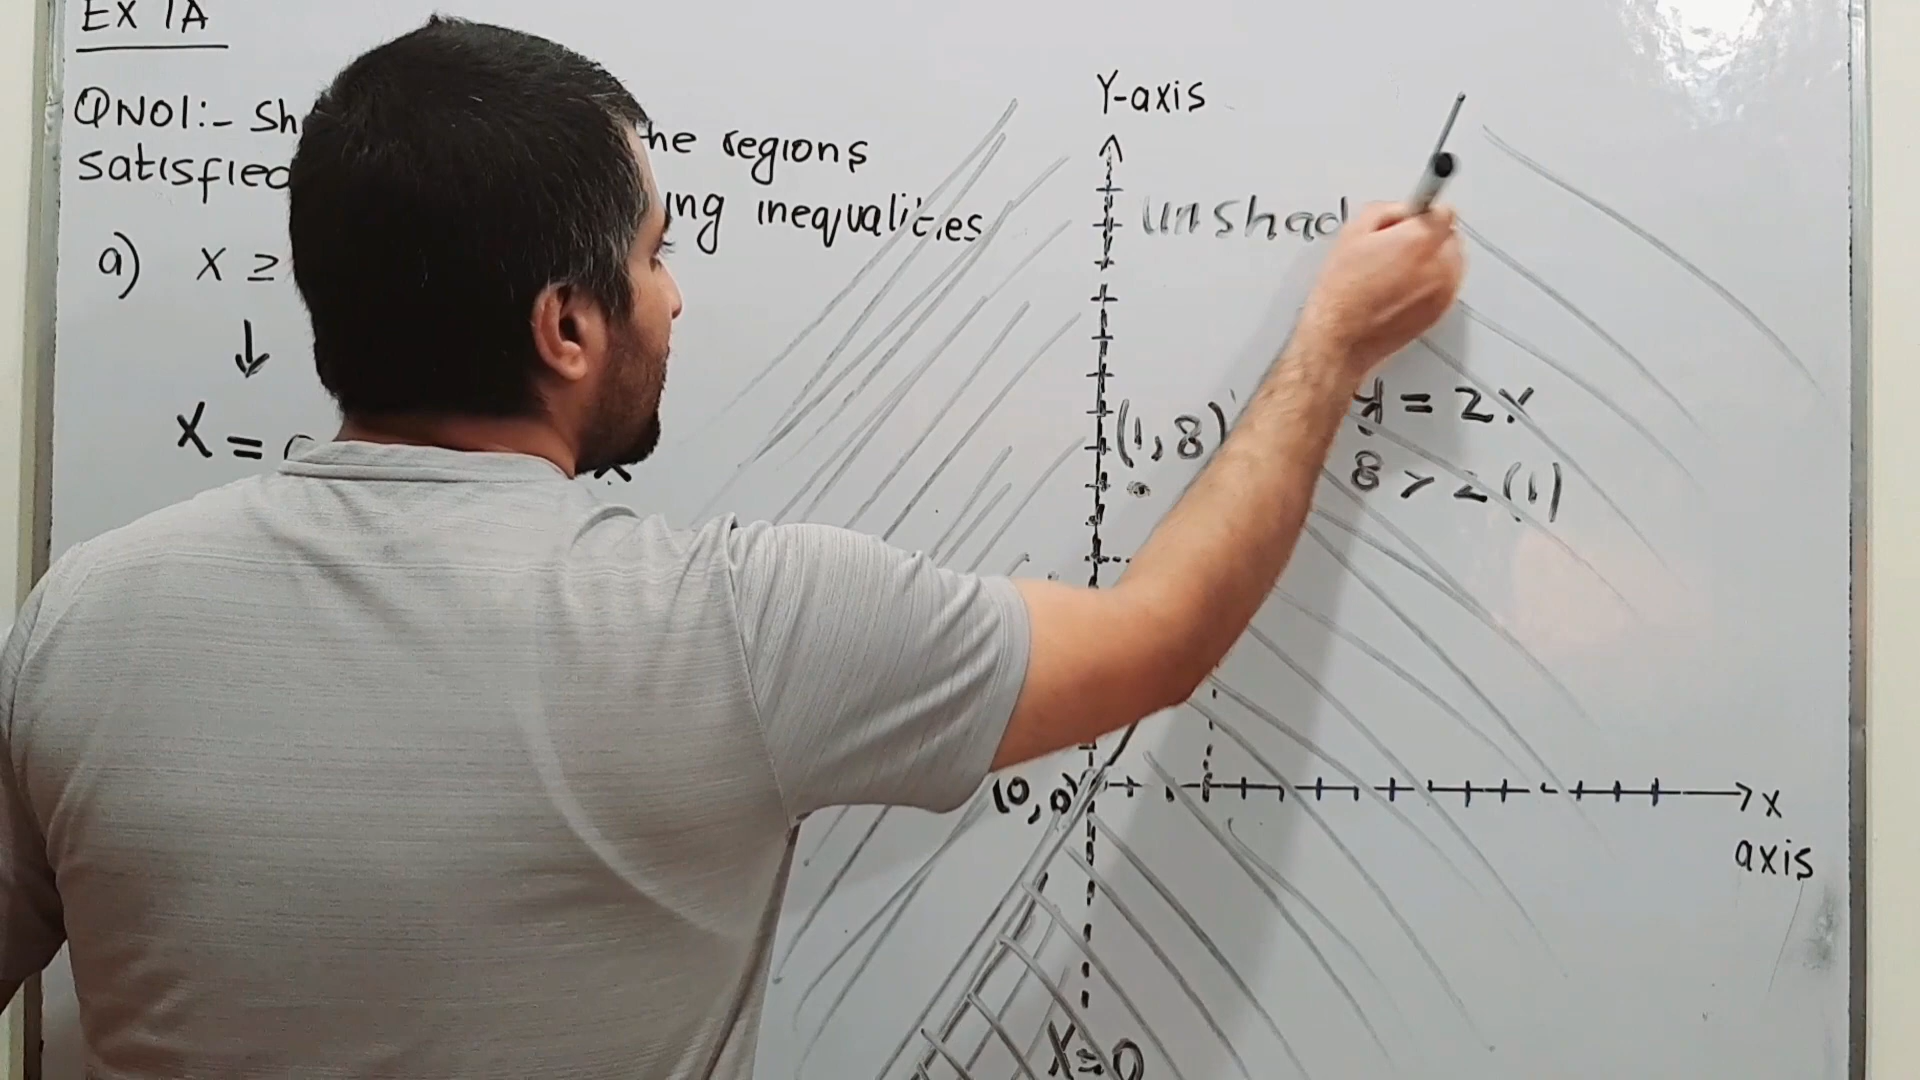 EX 1A
QNO1:- Sh he regions
satisfied ing inequalities
a) x ≥
↓
x =
Y-axis
unshad
(1,8)
y = 2x
8 > 2(1)
(0,0)
x
axis
x=0